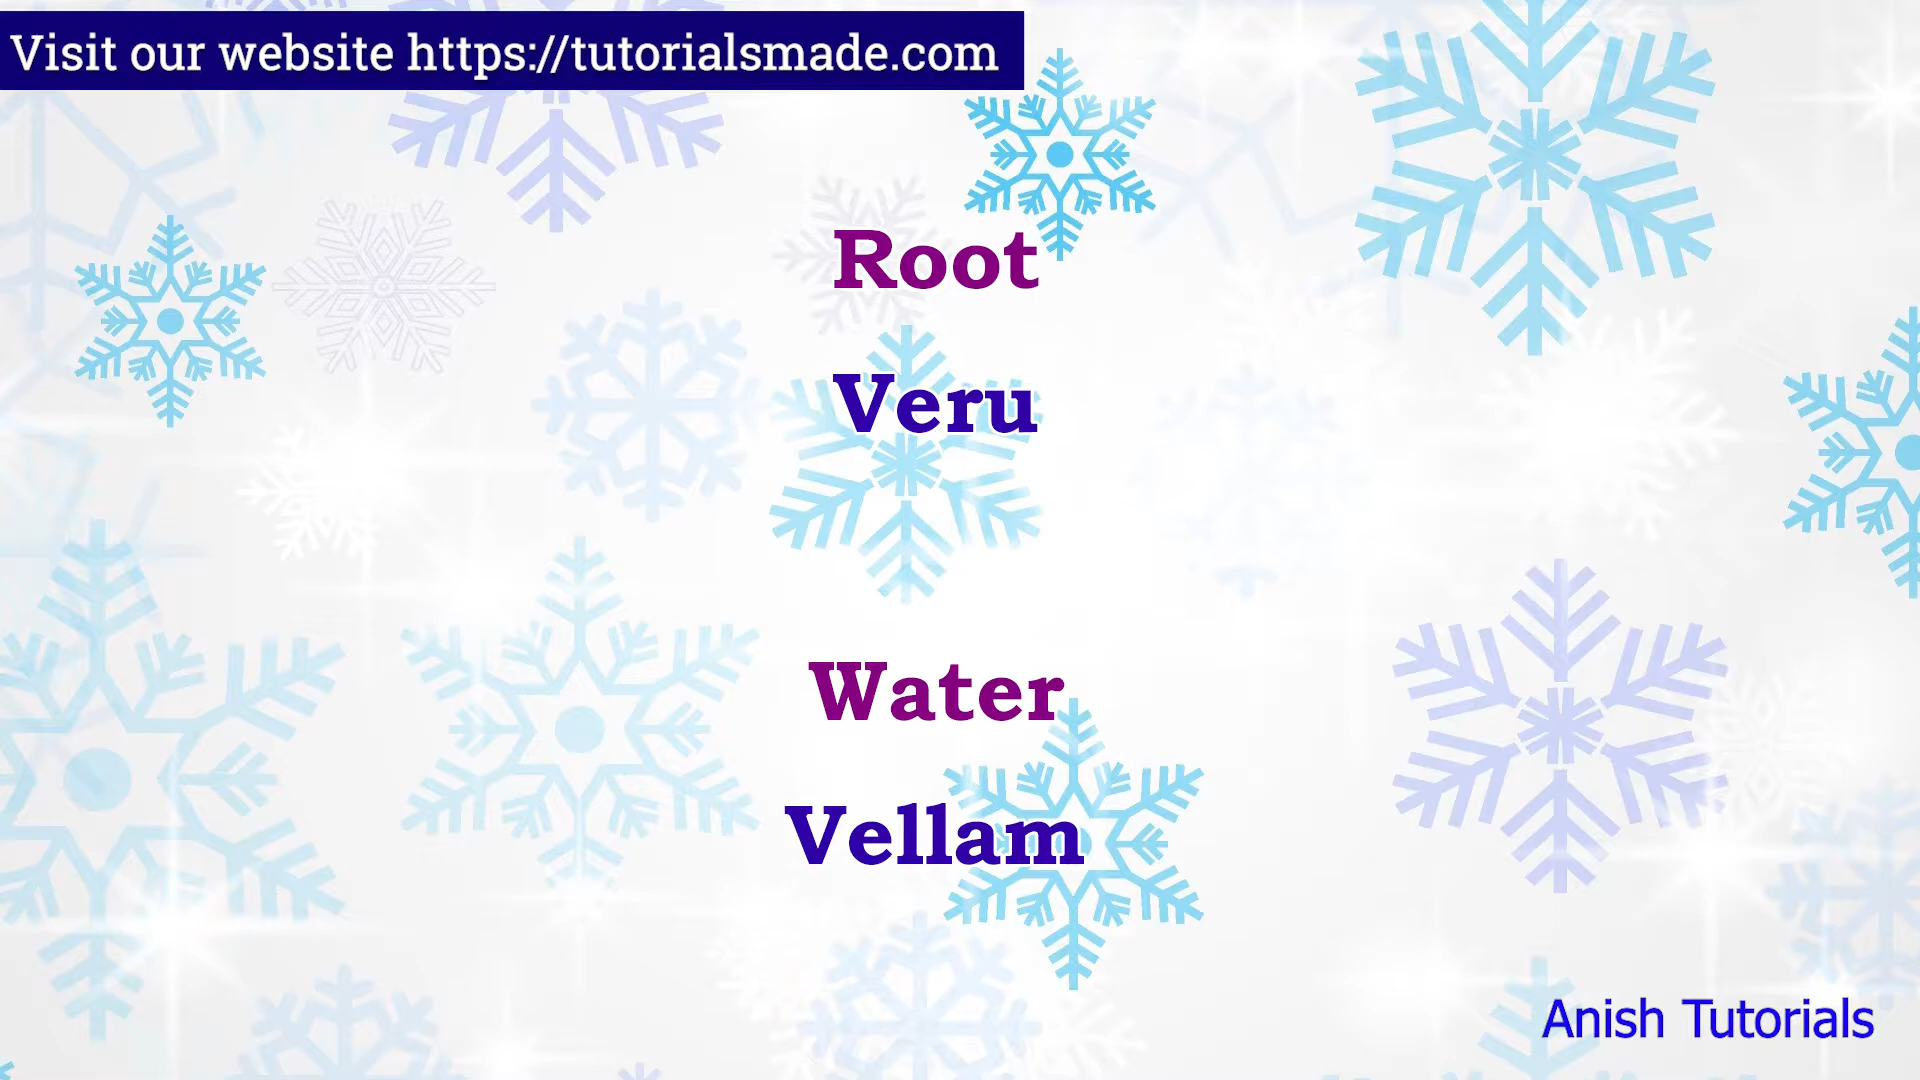 Visit our website https://tutorialsmade.com
Root
Veru
Water
Vellam
Anish Tutorials